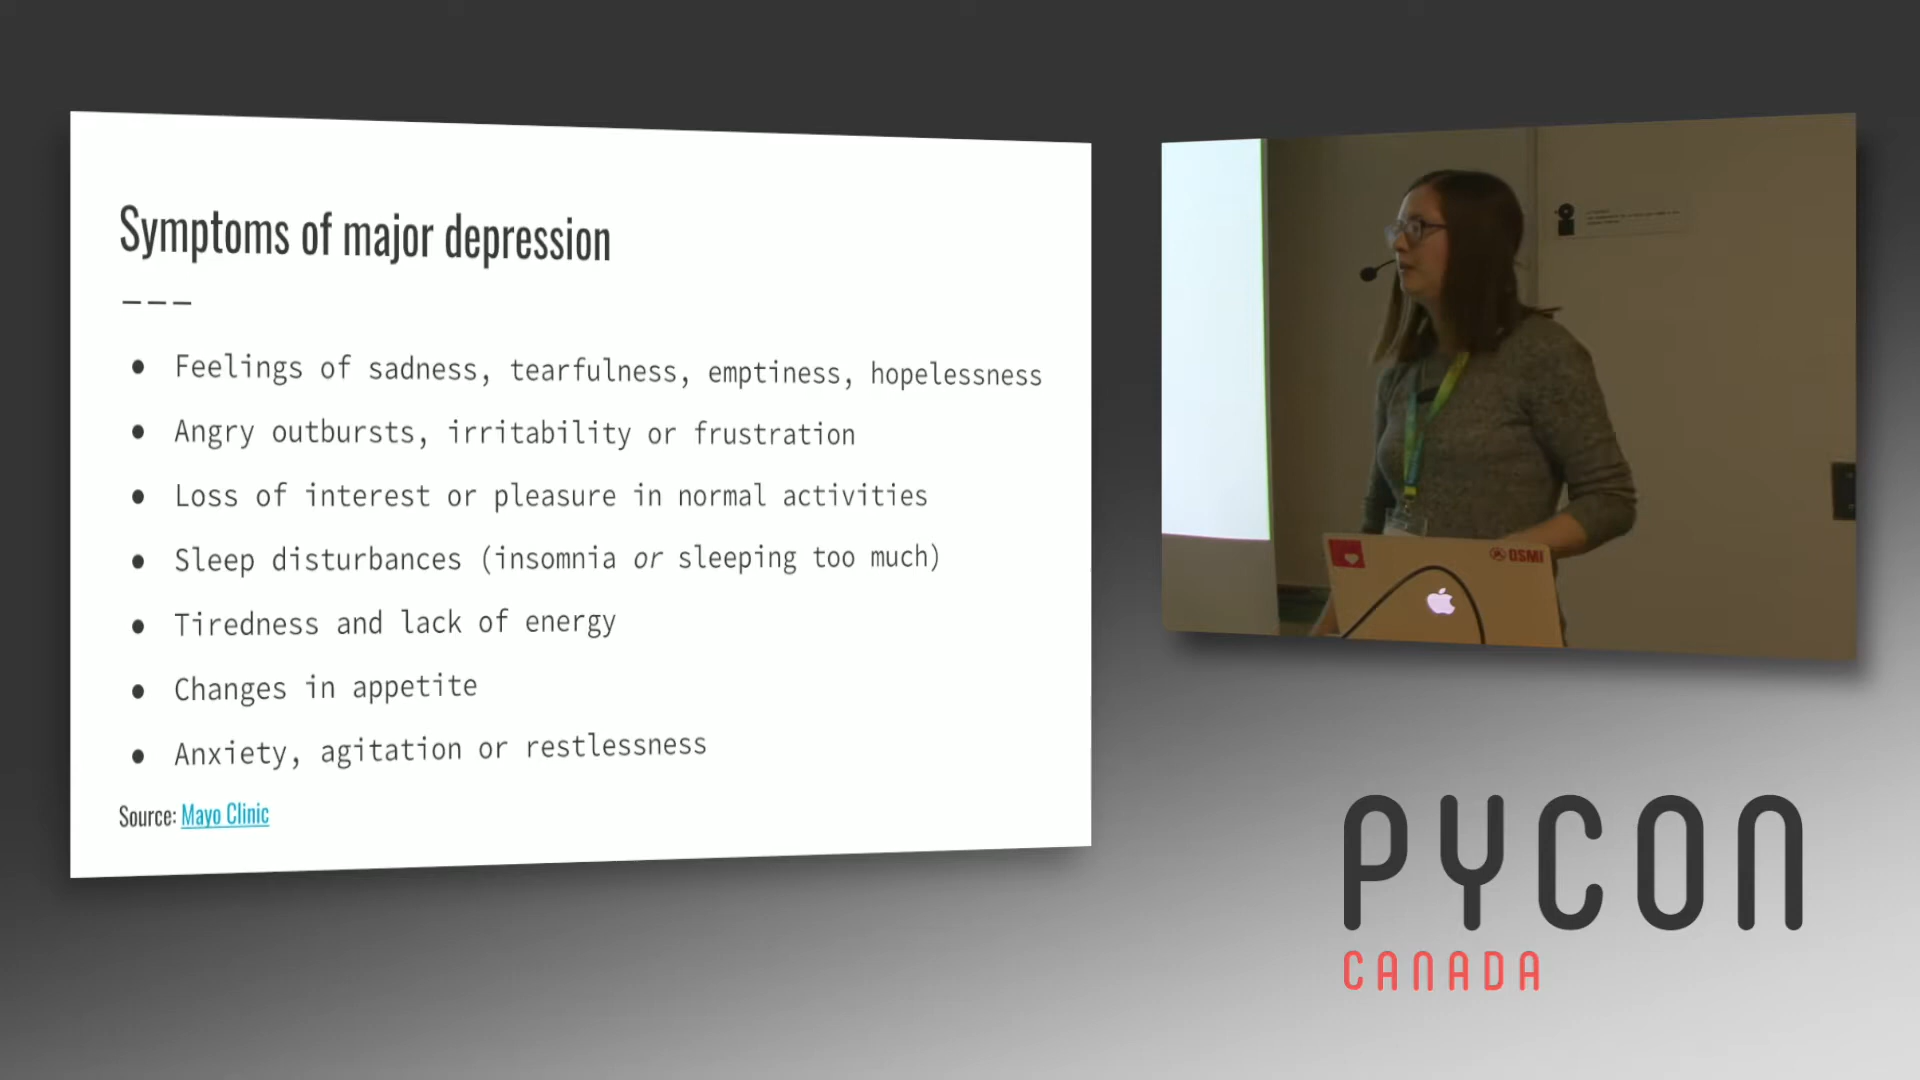 Symptoms of major depression
———
● Feelings of sadness, tearfulness, emptiness, hopelessness
● Angry outbursts, irritability or frustration
● Loss of interest or pleasure in normal activities
● Sleep disturbances (insomnia or sleeping too much)
● Tiredness and lack of energy
● Changes in appetite
● Anxiety, agitation or restlessness
Source: Mayo Clinic
OSMI
PYCON
CANADA